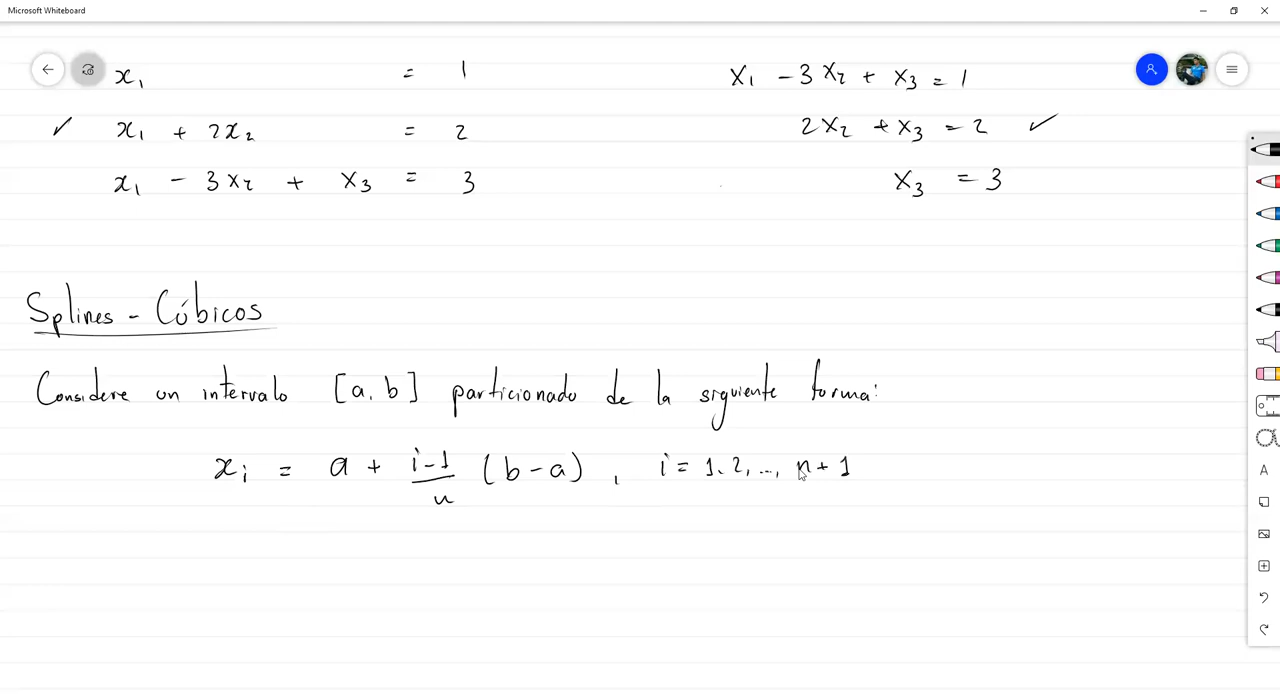 Microsoft Whiteboard
x₁ = 1
✓ x₁ + 2x₂ = 2
x₁ - 3x₂ + x₃ = 3
x₁ - 3x₂ + x₃ = 1
2x₂ + x₃ = 2 ✓
x₃ = 3
Splines - Cúbicos
Considere un intervalo [a, b] particionado de la siguiente forma:
xᵢ = a + (i-1)/n (b-a), i = 1, 2, ..., n+1